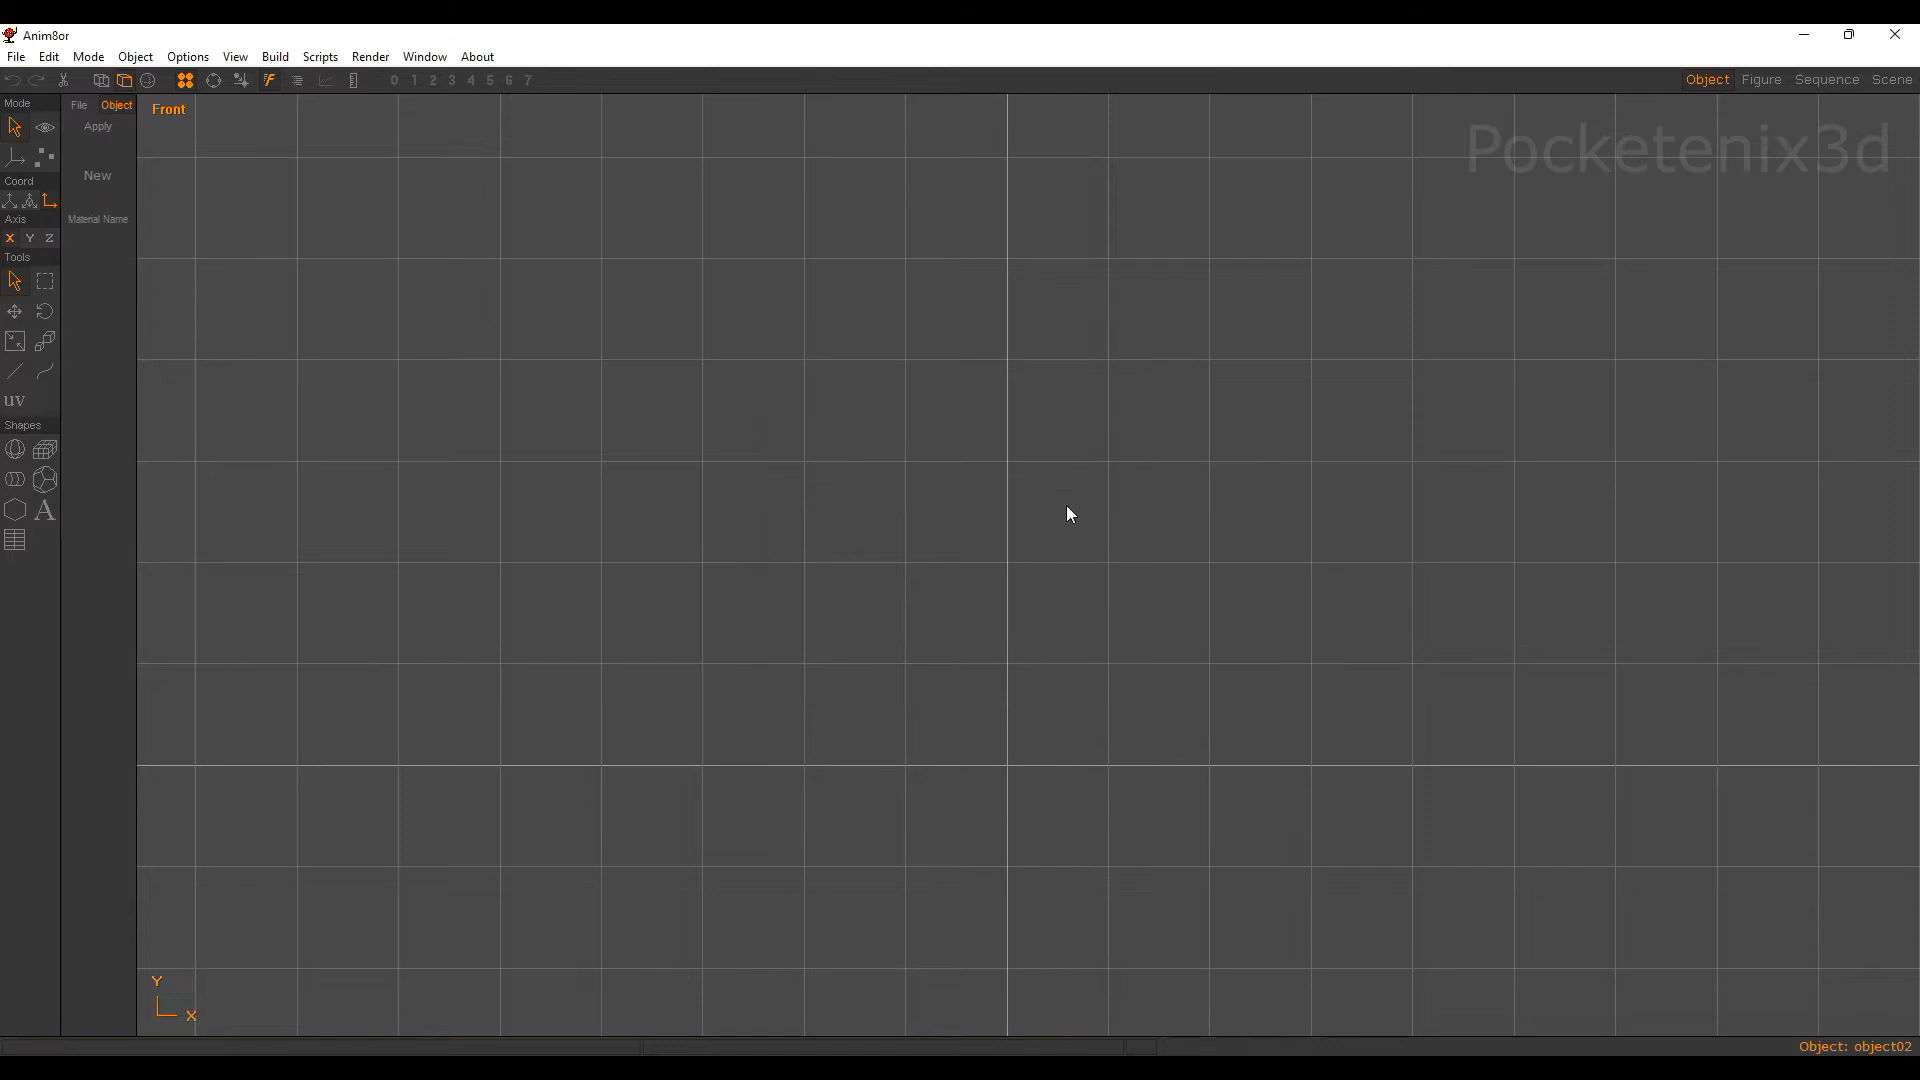 Anim8or
File Edit Mode Object Options View Build Scripts Render Window About
0 1 2 3 4 5 6 7
Object Figure Sequence Scene
Mode
File Object
Front
Apply
Pocketenix3d
New
Coord
Axis
Material Name
X Y Z
Tools
UV
Shapes
A
Y
X
Object: object02